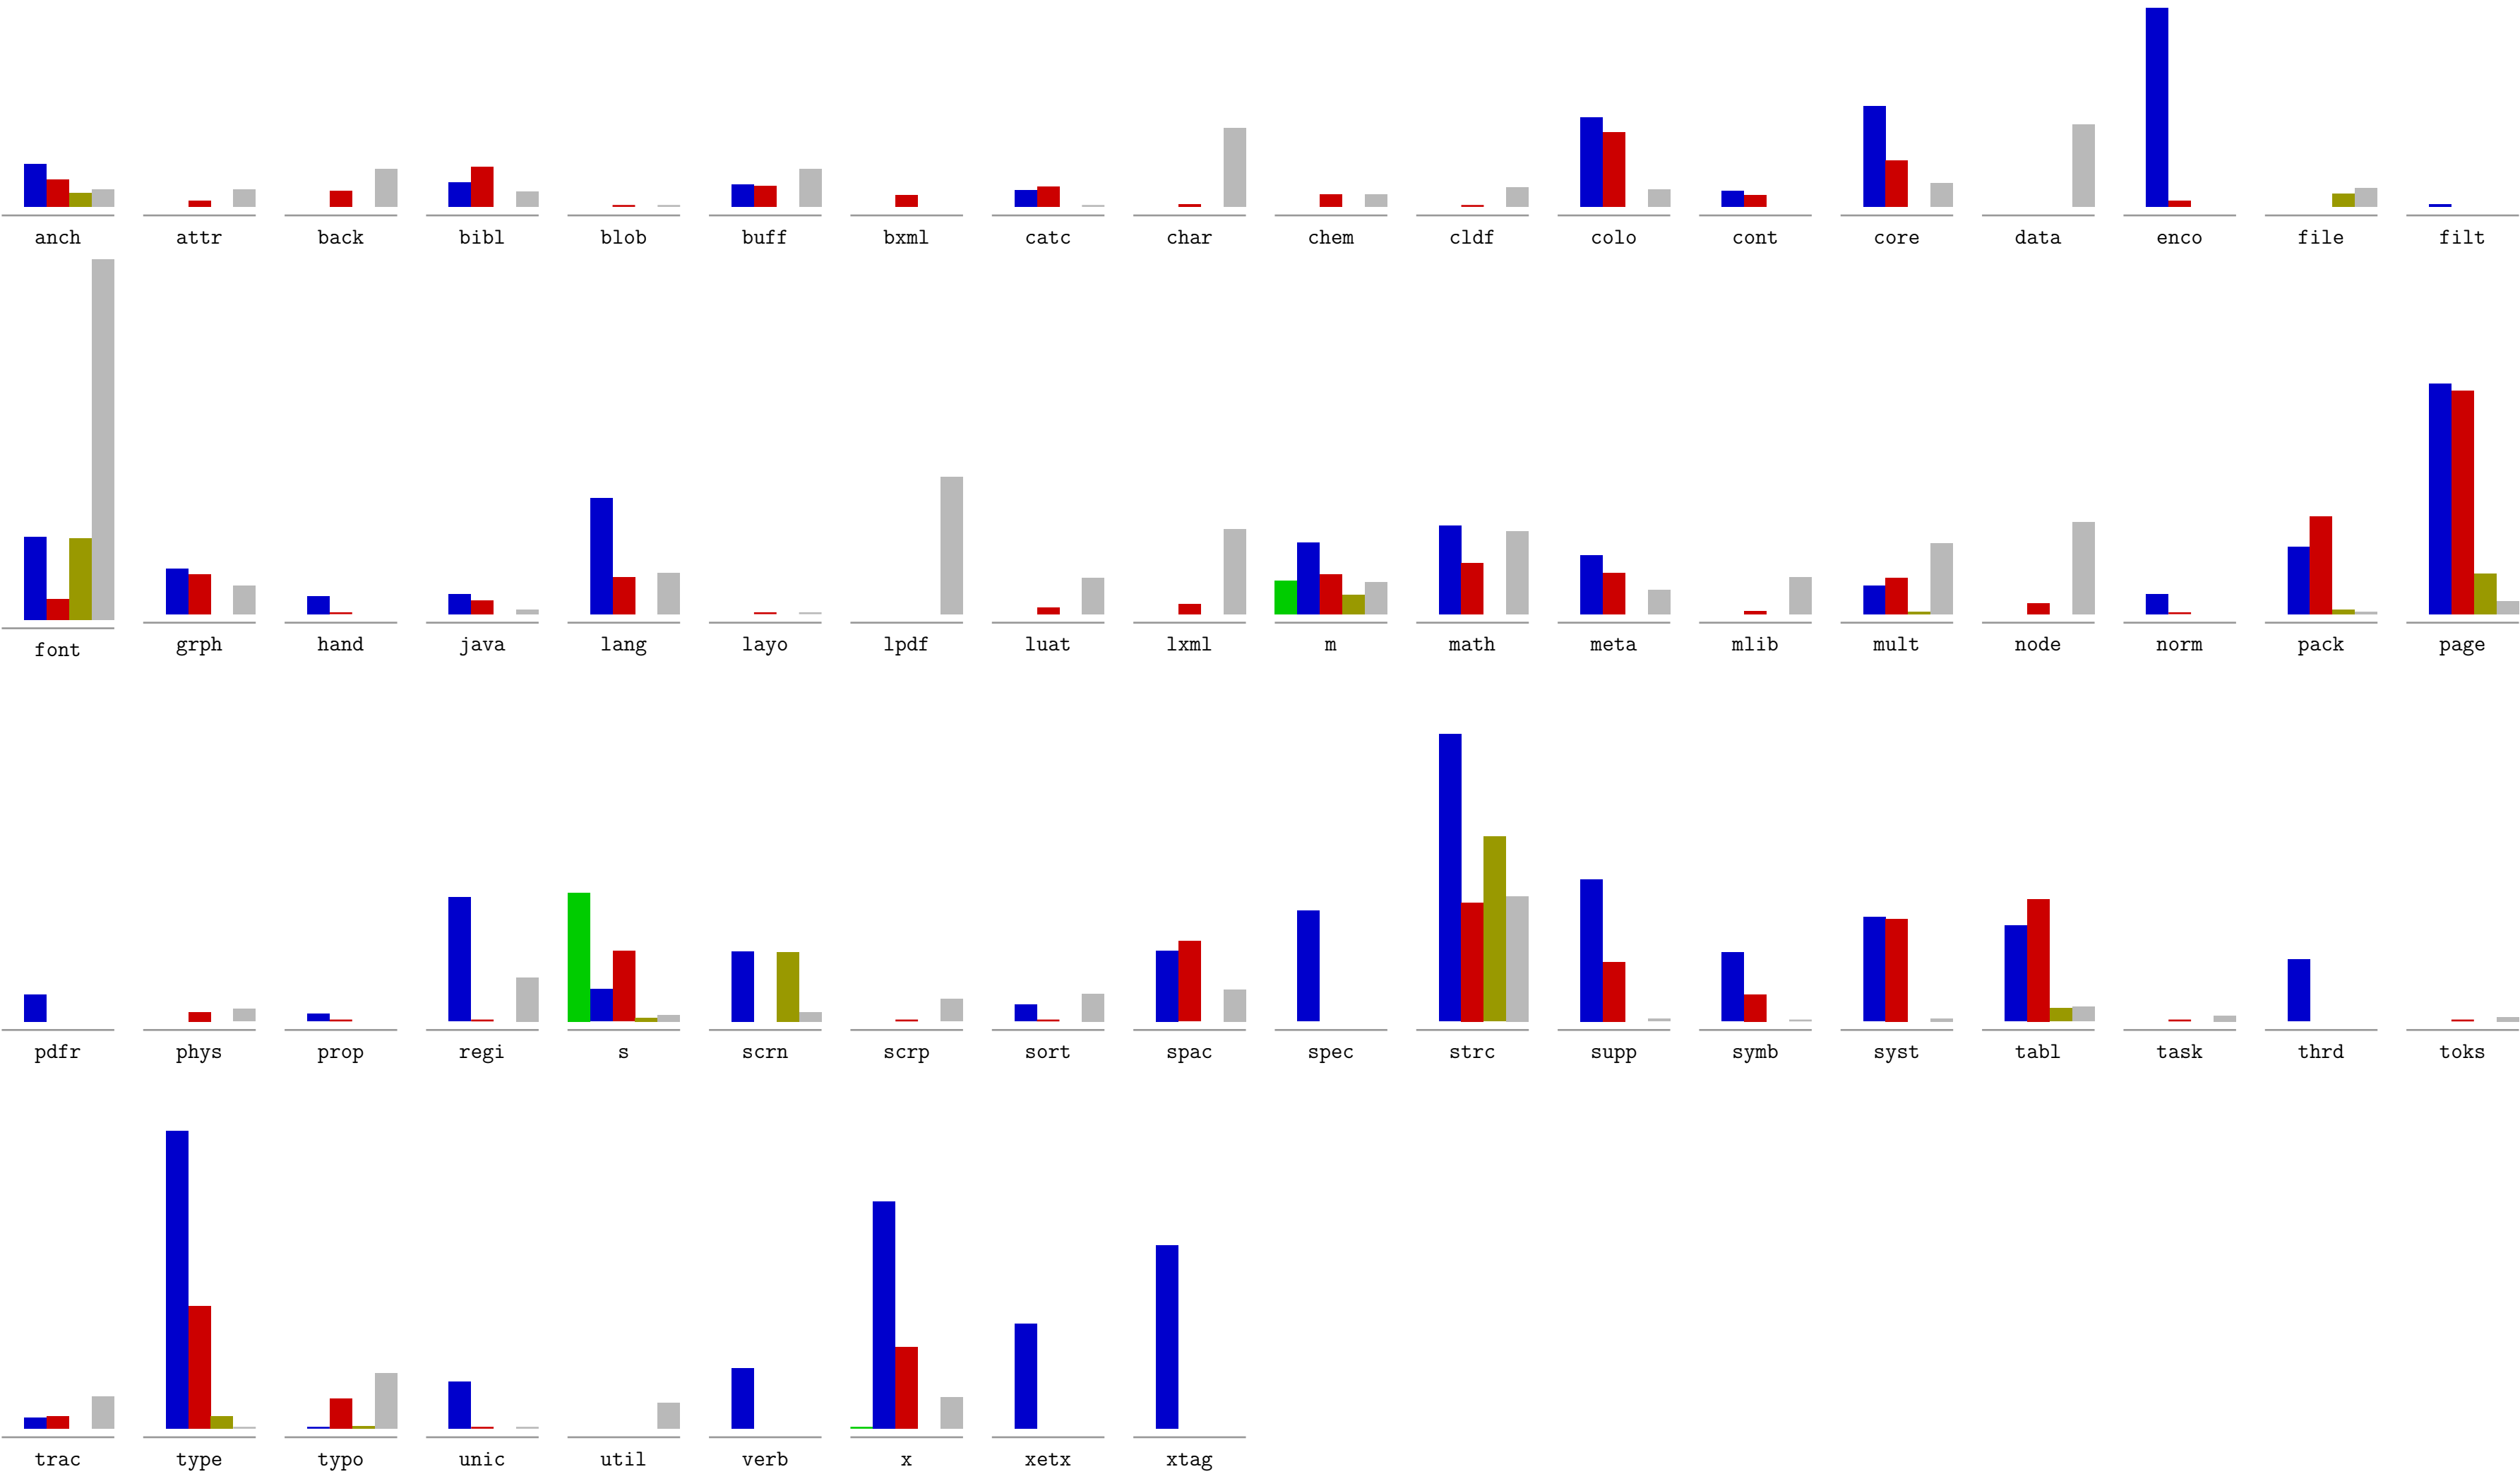 anch attr back bibl blob buff bxml catc char chem cldf colo cont core data enco file filt
font grph hand java lang layo lpdf luat lxml m math meta mlib mult node norm pack page
pdfr phys prop regi s scrn scrp sort spac spec strc supp symb syst tabl task thrd toks
trac type typo unic util verb x xetx xtag